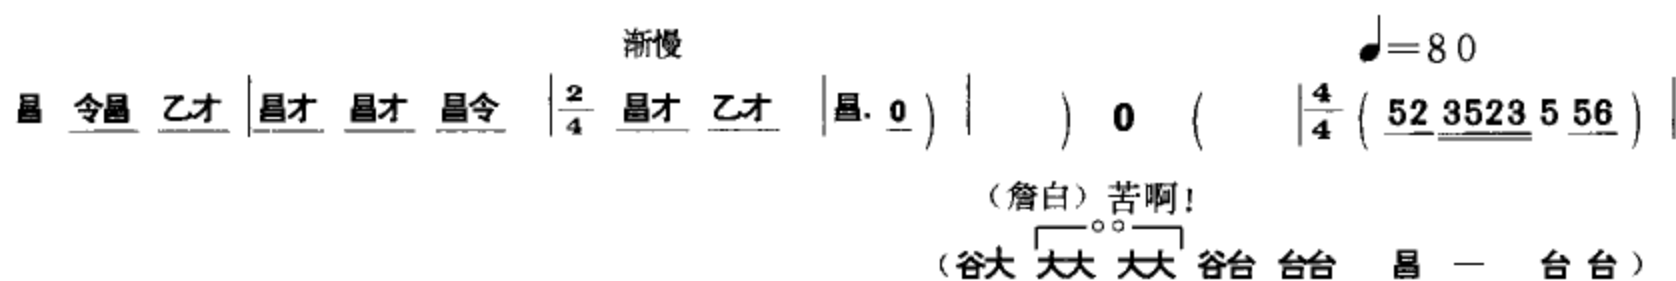 渐慢 ♩=80
昌 令昌 乙才 | 昌才 昌才 昌令 | 2/4 昌才 乙才 | 昌. 0 ) | ) 0 ( | 4/4 ( 52 3523 5 56 ) |
（詹白）苦啊！
（谷大 大大 大大 谷台 台台 昌 — 台 台）